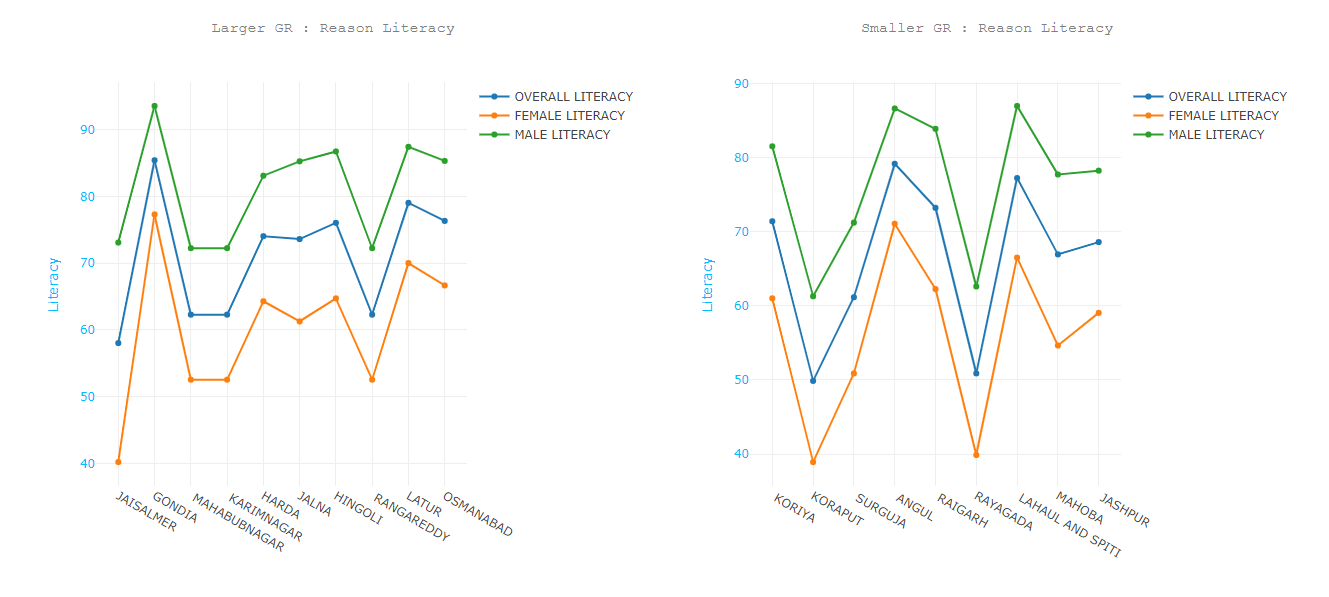 Larger GR : Reason Literacy
OVERALL LITERACY
FEMALE LITERACY
MALE LITERACY
Literacy
90
80
70
60
50
40
JAISALMER
GONDIA
MAHABUBNAGAR
KARIMNAGAR
HARDA
JALNA
HINGOLI
RANGAREDDY
LATUR
OSMANABAD
Smaller GR : Reason Literacy
OVERALL LITERACY
FEMALE LITERACY
MALE LITERACY
Literacy
90
80
70
60
50
40
KORIYA
KORAPUT
SURGUJA
ANGUL
RAIGARH
RAYAGADA
LAHAUL AND SPITI
MAHOBA
JASHPUR